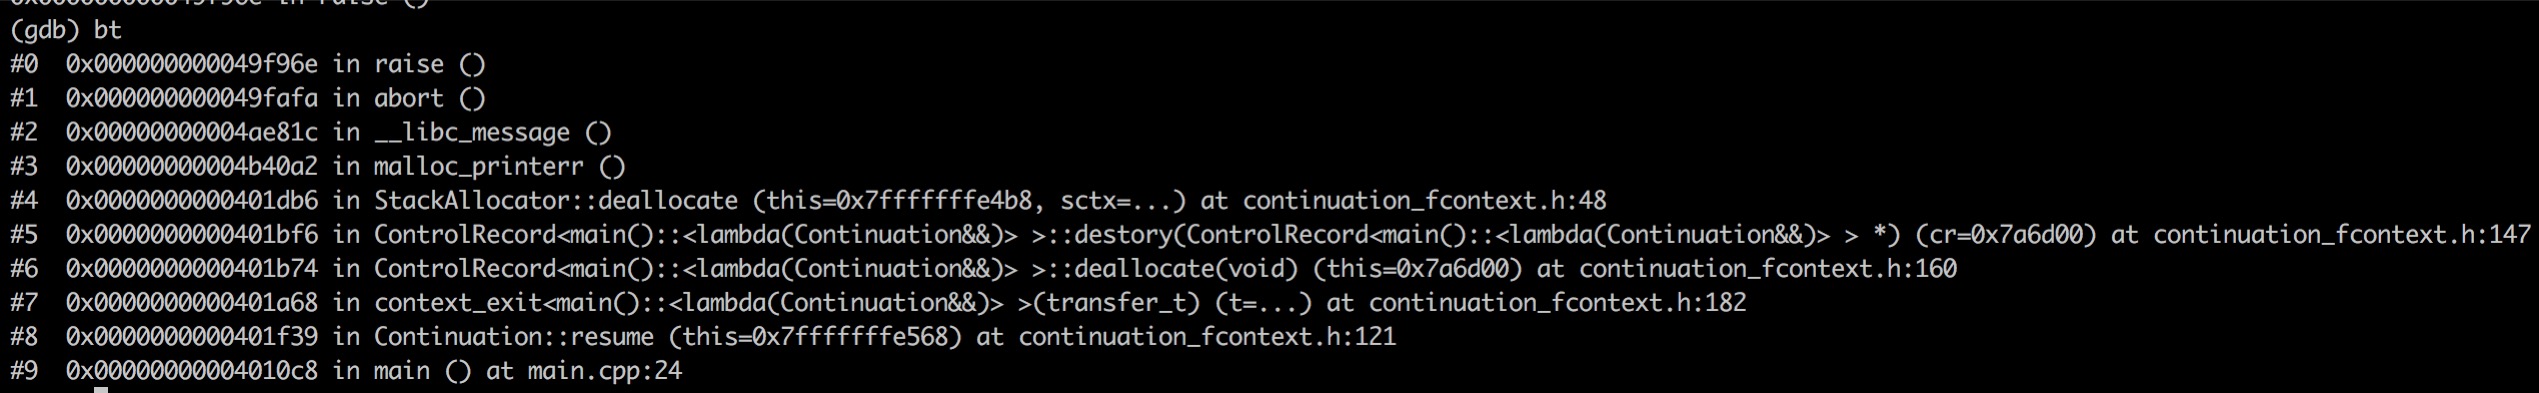 (gdb) bt
#0  0x000000000049f96e in raise ()
#1  0x000000000049fafa in abort ()
#2  0x00000000004ae81c in __libc_message ()
#3  0x00000000004b40a2 in malloc_printerr ()
#4  0x0000000000401db6 in StackAllocator::deallocate (this=0x7fffffffe4b8, sctx=...) at continuation_fcontext.h:48
#5  0x0000000000401bf6 in ControlRecord<main()::<lambda(Continuation&&)> >::destory(ControlRecord<main()::<lambda(Continuation&&)> > *) (cr=0x7a6d00) at continuation_fcontext.h:147
#6  0x0000000000401b74 in ControlRecord<main()::<lambda(Continuation&&)> >::deallocate(void) (this=0x7a6d00) at continuation_fcontext.h:160
#7  0x0000000000401a68 in context_exit<main()::<lambda(Continuation&&)> >(transfer_t) (t=...) at continuation_fcontext.h:182
#8  0x0000000000401f39 in Continuation::resume (this=0x7fffffffe568) at continuation_fcontext.h:121
#9  0x00000000004010c8 in main () at main.cpp:24